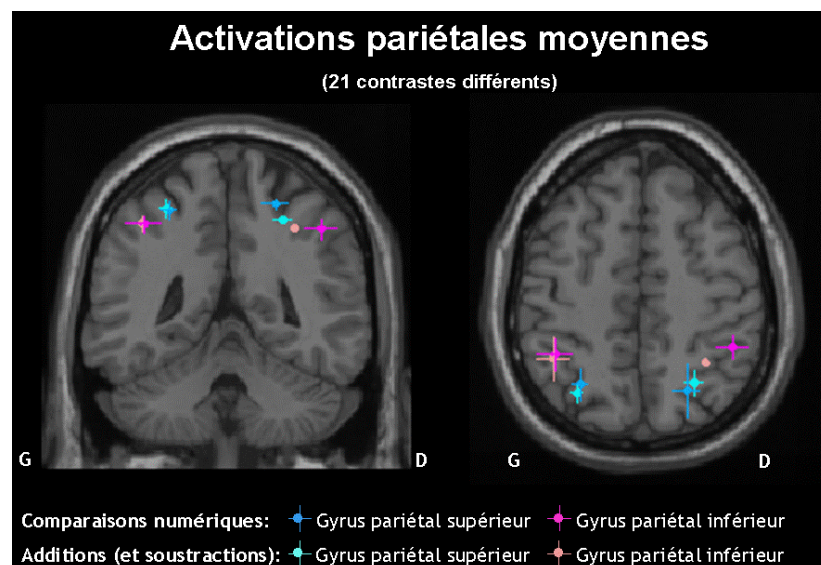 Activations pariétales moyennes
(21 contrastes différents)
G D G D
Comparaisons numériques: Gyrus pariétal supérieur Gyrus pariétal inférieur
Additions (et soustractions): Gyrus pariétal supérieur Gyrus pariétal inférieur